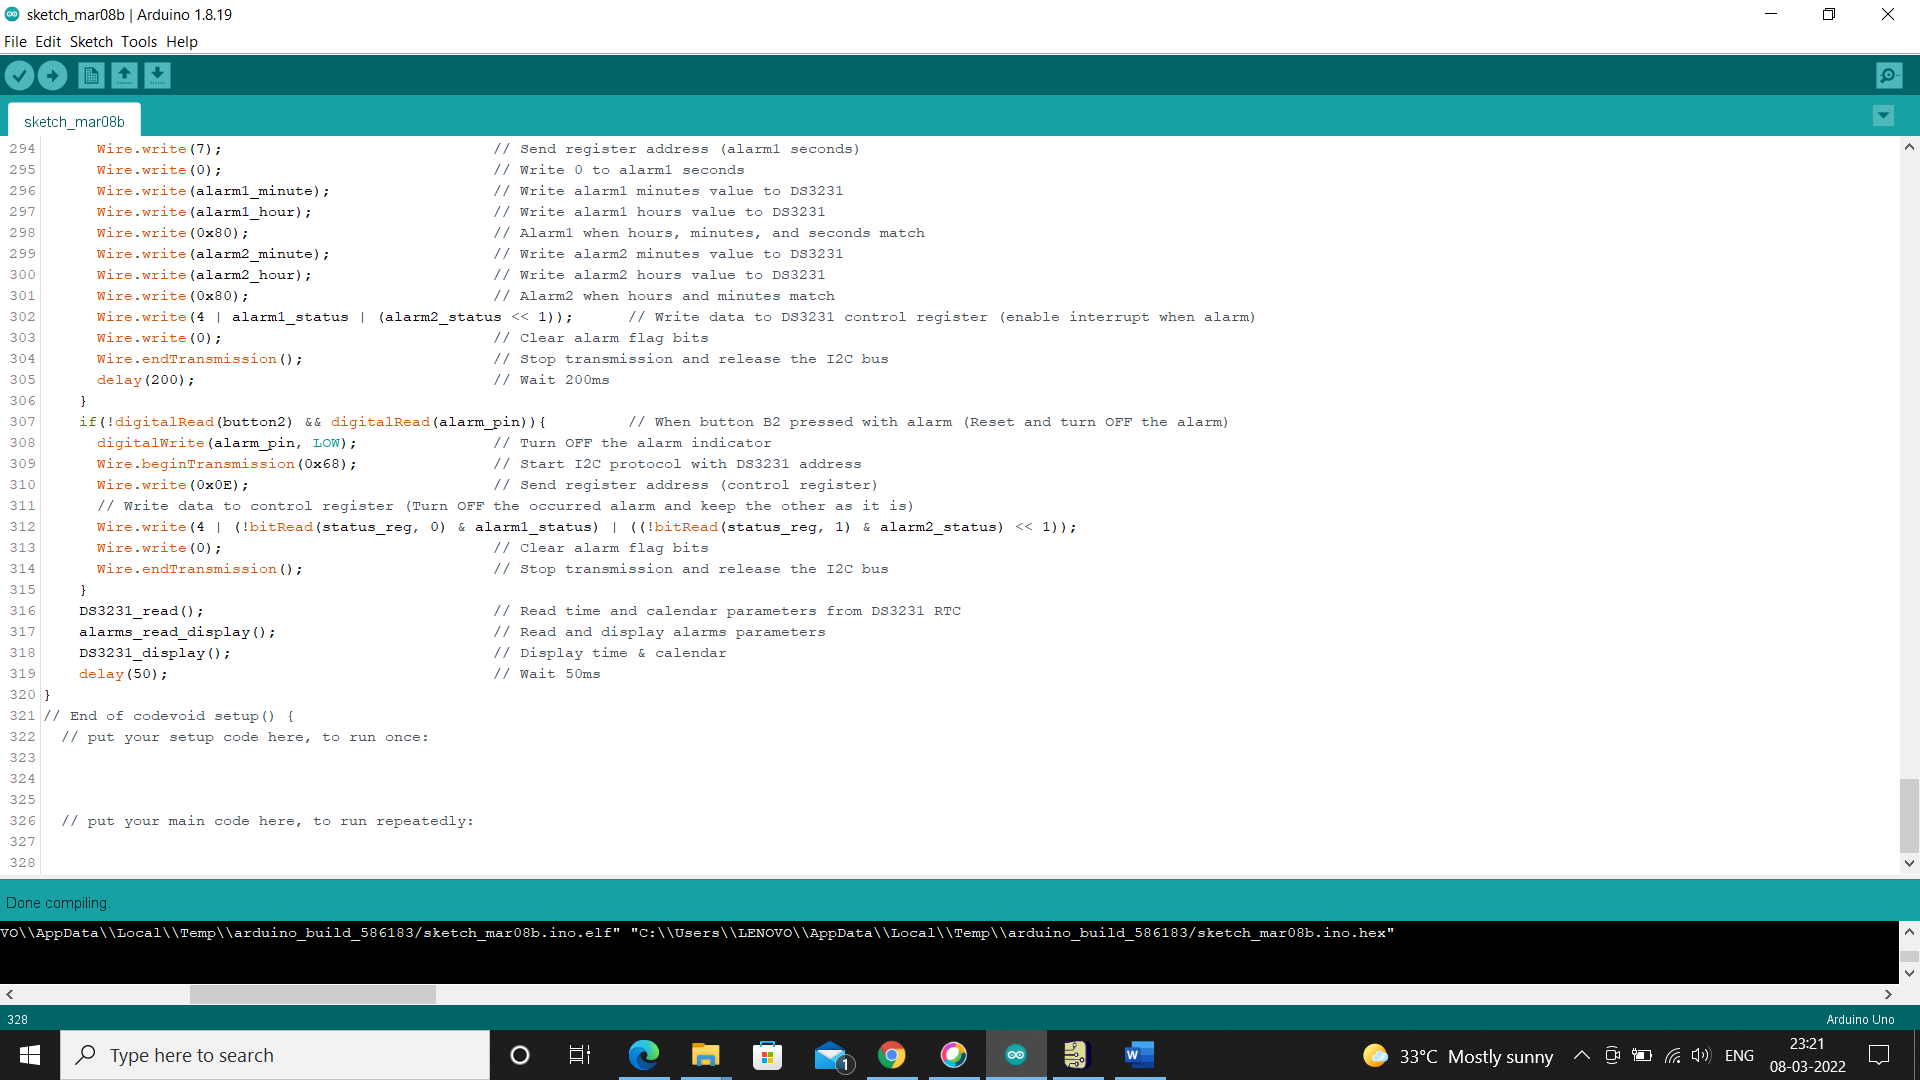 sketch_mar08b | Arduino 1.8.19
File Edit Sketch Tools Help
sketch_mar08b
294 Wire.write(7); // Send register address (alarm1 seconds)
295 Wire.write(0); // Write 0 to alarm1 seconds
296 Wire.write(alarm1_minute); // Write alarm1 minutes value to DS3231
297 Wire.write(alarm1_hour); // Write alarm1 hours value to DS3231
298 Wire.write(0x80); // Alarm1 when hours, minutes, and seconds match
299 Wire.write(alarm2_minute); // Write alarm2 minutes value to DS3231
300 Wire.write(alarm2_hour); // Write alarm2 hours value to DS3231
301 Wire.write(0x80); // Alarm2 when hours and minutes match
302 Wire.write(4 | alarm1_status | (alarm2_status << 1)); // Write data to DS3231 control register (enable interrupt when alarm)
303 Wire.write(0); // Clear alarm flag bits
304 Wire.endTransmission(); // Stop transmission and release the I2C bus
305 delay(200); // Wait 200ms
306 }
307 if(!digitalRead(button2) && digitalRead(alarm_pin)){ // When button B2 pressed with alarm (Reset and turn OFF the alarm)
308 digitalWrite(alarm_pin, LOW); // Turn OFF the alarm indicator
309 Wire.beginTransmission(0x68); // Start I2C protocol with DS3231 address
310 Wire.write(0x0E); // Send register address (control register)
311 // Write data to control register (Turn OFF the occurred alarm and keep the other as it is)
312 Wire.write(4 | (!bitRead(status_reg, 0) & alarm1_status) | ((!bitRead(status_reg, 1) & alarm2_status) << 1));
313 Wire.write(0); // Clear alarm flag bits
314 Wire.endTransmission(); // Stop transmission and release the I2C bus
315 }
316 DS3231_read(); // Read time and calendar parameters from DS3231 RTC
317 alarms_read_display(); // Read and display alarms parameters
318 DS3231_display(); // Display time & calendar
319 delay(50); // Wait 50ms
320 }
321 // End of codevoid setup() {
322 // put your setup code here, to run once:
323
324
325
326 // put your main code here, to run repeatedly:
327
328
Done compiling.
VO\\AppData\\Local\\Temp\\arduino_build_586183/sketch_mar08b.ino.elf" "C:\\Users\\LENOVO\\AppData\\Local\\Temp\\arduino_build_586183/sketch_mar08b.ino.hex"
328
Arduino Uno
Type here to search
1
W
33°C Mostly sunny
ENG
23:21
08-03-2022